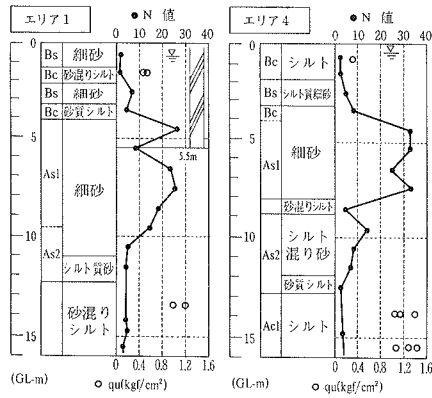 エリア1
N 値
0 10 20 30 40
0
5
10
15
(GL-m)
Bs 細砂
Bc 砂混りシルト
Bs 細砂
Bc 砂質シルト
As1
細砂
As2
シルト質砂
砂混り
シルト
5.5m
0 0.4 0.8 1.2 1.6
qu(kgf/cm²)
エリア4
N 値
0 10 20 30 40
0
5
10
15
(GL-m)
Bc シルト
Bs シルト質細砂
Bc
As1
細砂
砂混りシルト
As2
シルト
混り砂
砂質シルト
Ac1 シルト
0 0.4 0.8 1.2 1.6
qu(kgf/cm²)